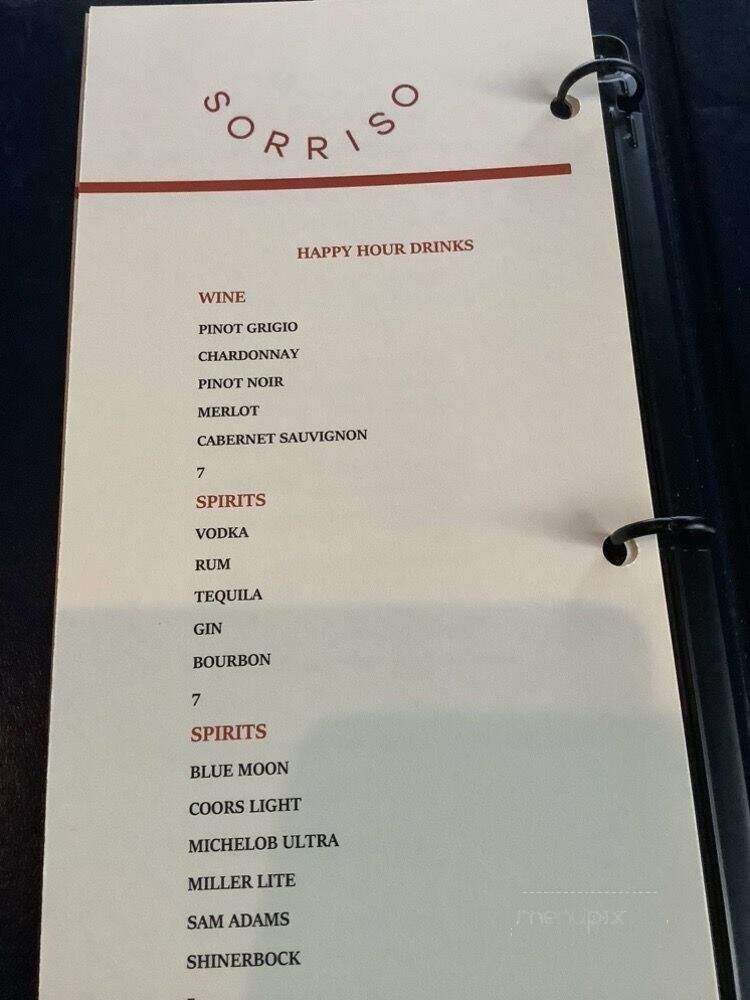 SORRISO
HAPPY HOUR DRINKS
WINE
PINOT GRIGIO
CHARDONNAY
PINOT NOIR
MERLOT
CABERNET SAUVIGNON
7
SPIRITS
VODKA
RUM
TEQUILA
GIN
BOURBON
7
SPIRITS
BLUE MOON
COORS LIGHT
MICHELOB ULTRA
MILLER LITE
SAM ADAMS
SHINERBOCK
menupix